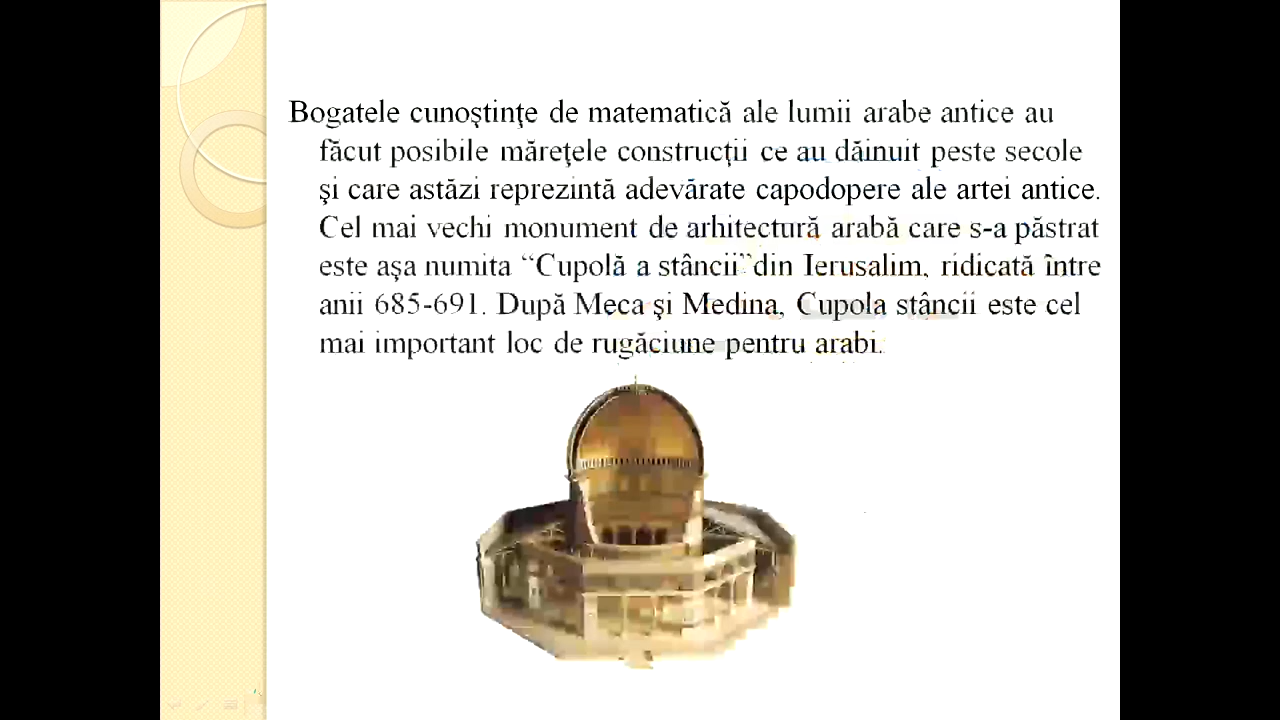 Bogatele cunoştinţe de matematică ale lumii arabe antice au
făcut posibile măreţele construcţii ce au dăinuit peste secole
şi care astăzi reprezintă adevărate capodopere ale artei antice.
Cel mai vechi monument de arhitectură arabă care s-a păstrat
este aşa numita “Cupolă a stâncii”din Ierusalim, ridicată între
anii 685-691. După Meca şi Medina, Cupola stâncii este cel
mai important loc de rugăciune pentru arabi.